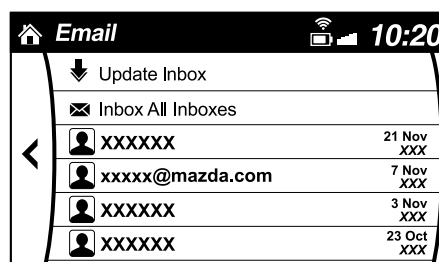 Email 10:20
Update Inbox
Inbox All Inboxes
XXXXXX 21 Nov
XXX
xxxxx@mazda.com 7 Nov
XXX
XXXXXX 3 Nov
XXX
XXXXXX 23 Oct
XXX